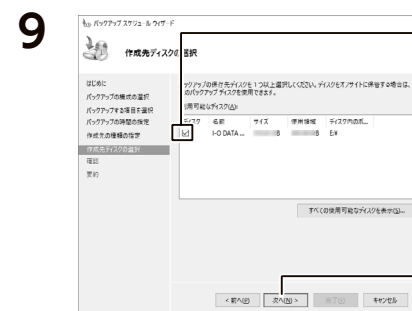 9
バックアップ スケジュール ウィザード
作成先ディスクの選択
はじめに
バックアップの構成の選択
バックアップする項目を選択
バックアップの時間の指定
作成先の種類の指定
作成先ディスクの選択
確認
要約
ックアップの保存先ディスクを 1 つ以上選択してください。ディスクをオフサイトに保管する場合は、
のバックアップ ディスクを使用できます。
用可能なディスク(A):
ディスク 名前 サイズ 使用領域 ディスク内のボ...
I-O DATA ... B B E:¥
すべての使用可能なディスクを表示(S)...
< 前へ(P) 次へ(N) > 完了(F) キャンセル